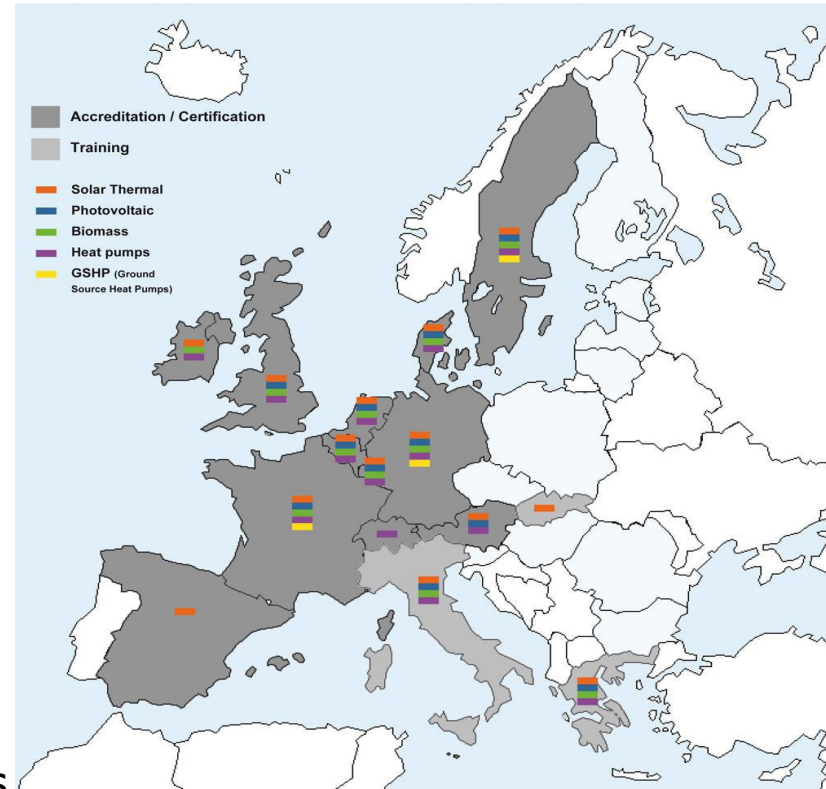 Accreditation / Certification
Training
Solar Thermal
Photovoltaic
Biomass
Heat pumps
GSHP (Ground
Source Heat Pumps)
s